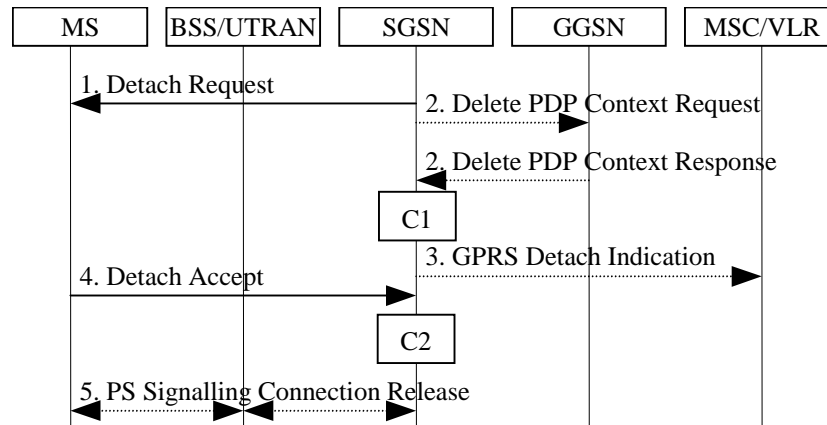 MS BSS/UTRAN SGSN GGSN MSC/VLR
1. Detach Request
2. Delete PDP Context Request
2. Delete PDP Context Response
C1
3. GPRS Detach Indication
4. Detach Accept
C2
5. PS Signalling Connection Release